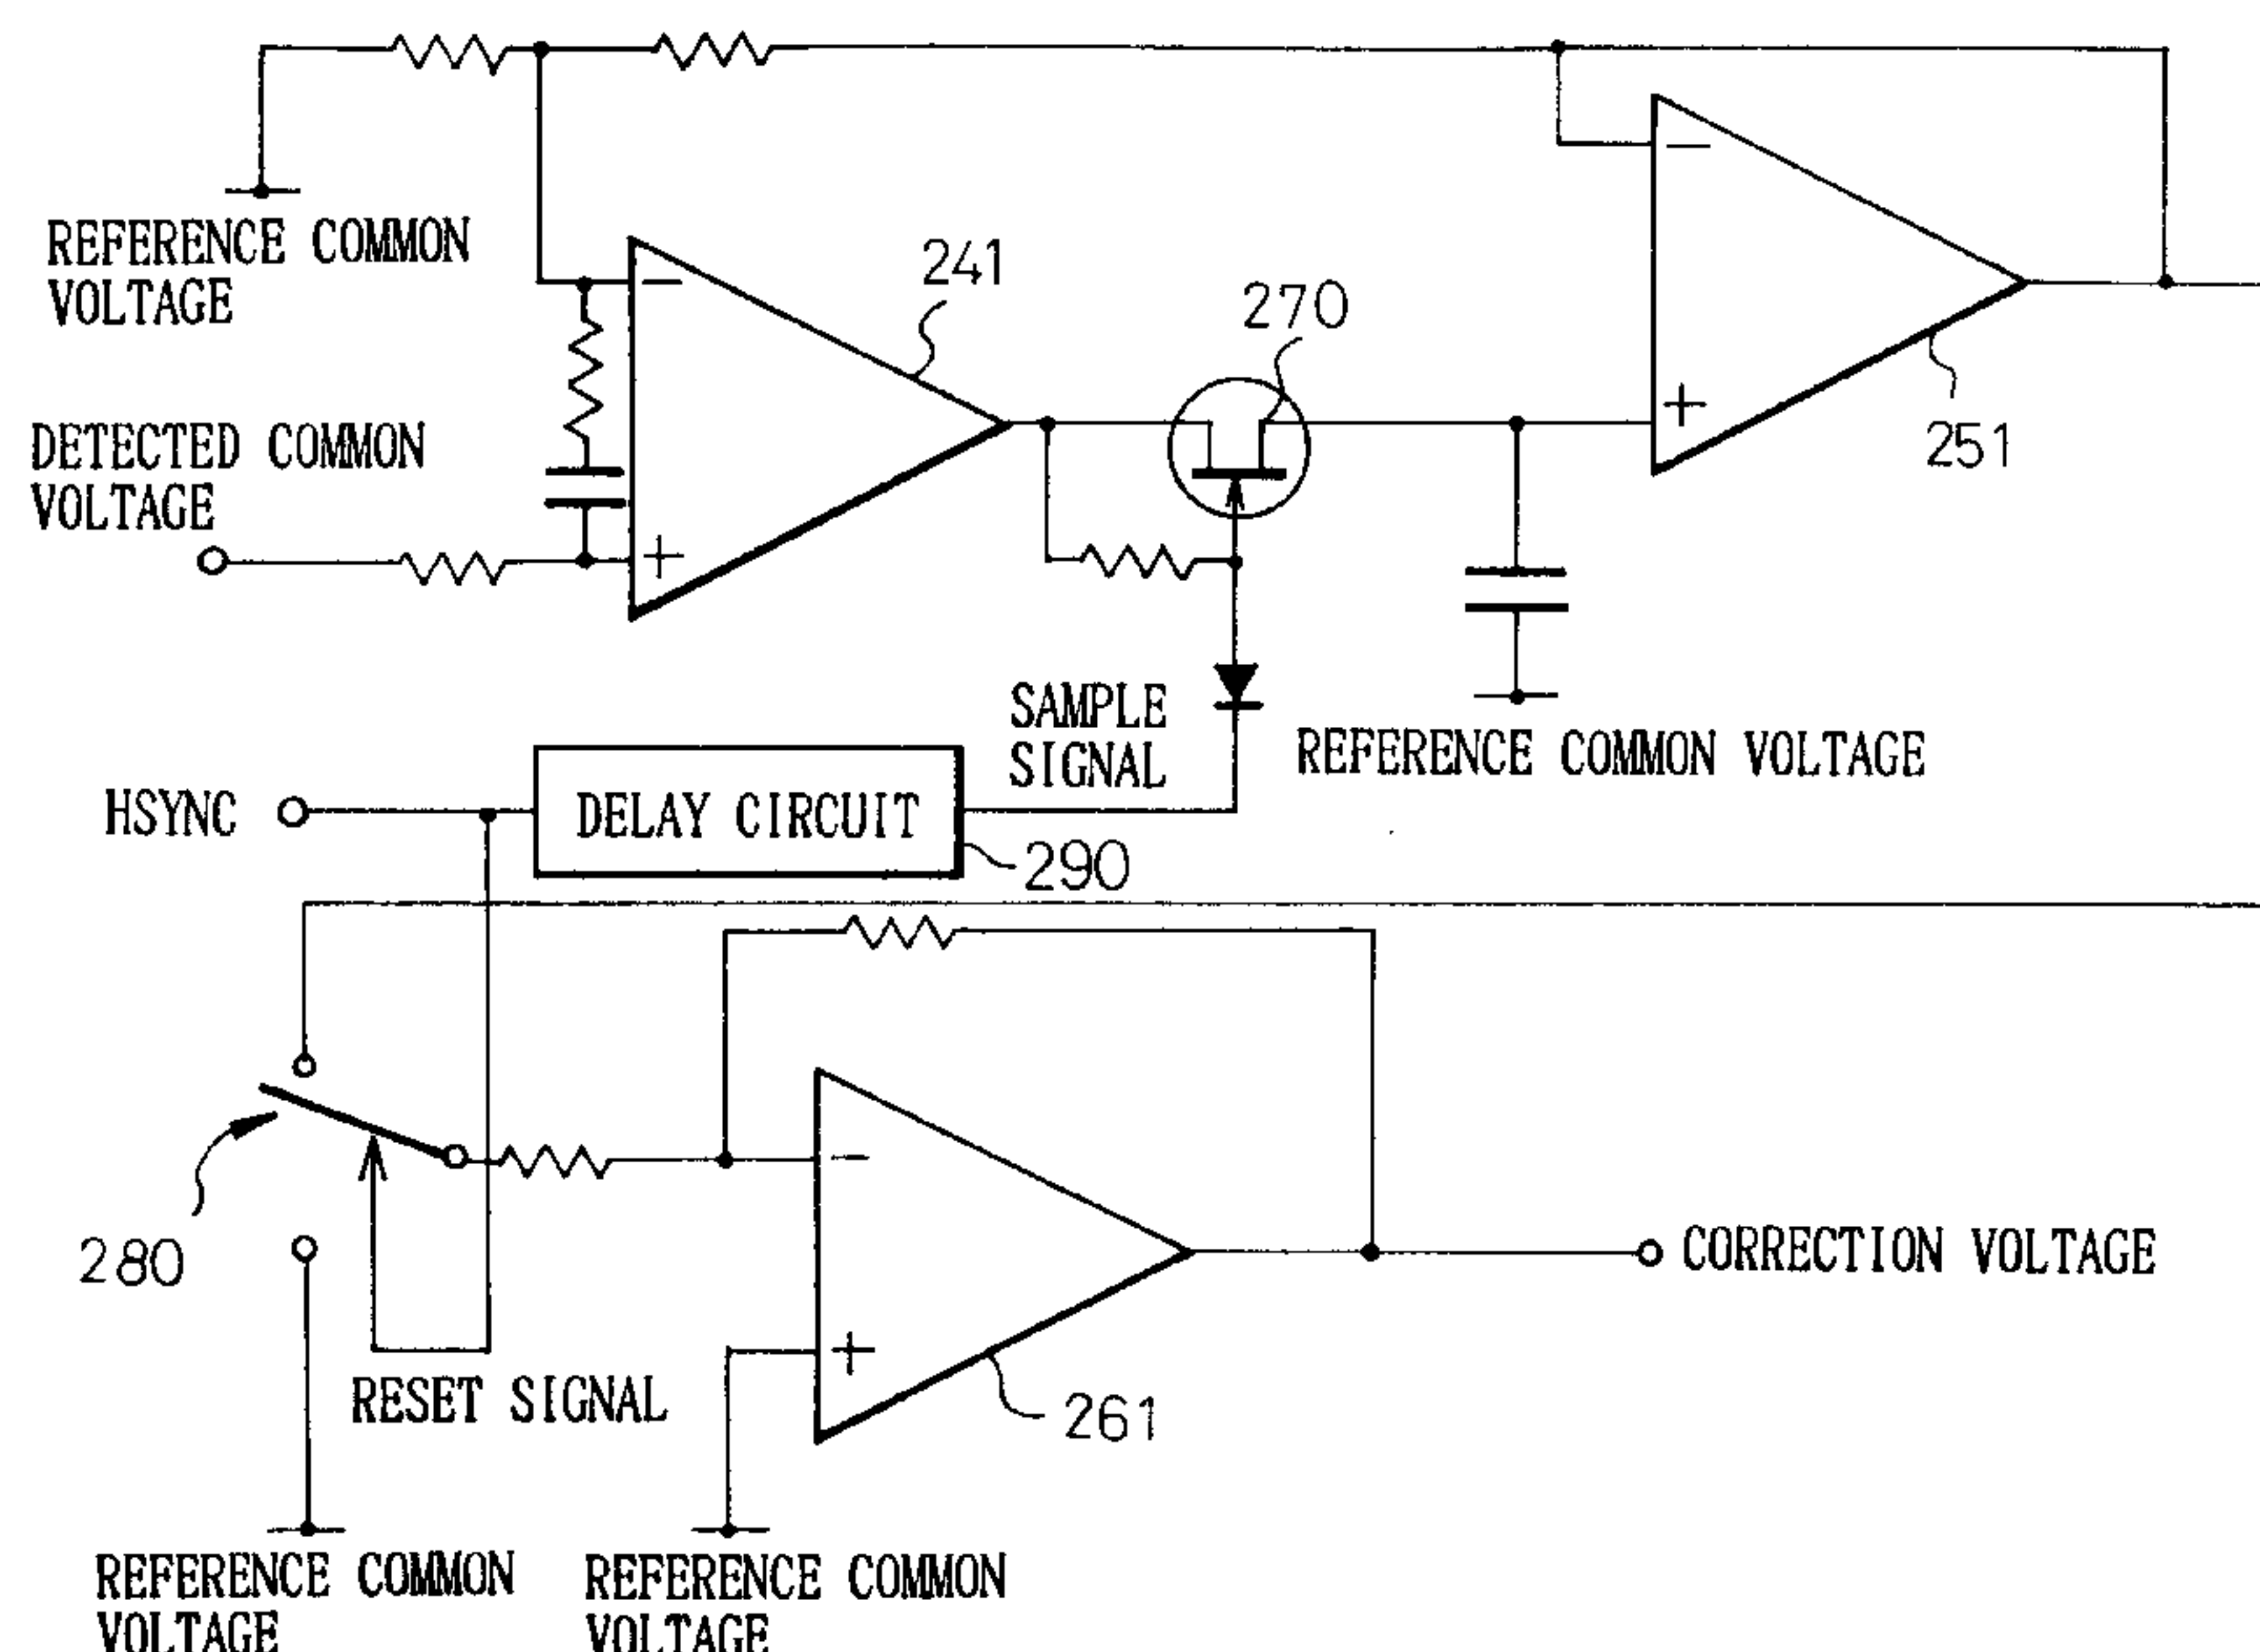 REFERENCE COMMON
VOLTAGE
241
270
251
DETECTED COMMON
VOLTAGE
SAMPLE
SIGNAL
REFERENCE COMMON VOLTAGE
HSYNC
DELAY CIRCUIT
290
280
CORRECTION VOLTAGE
RESET SIGNAL
261
REFERENCE COMMON
VOLTAGE
REFERENCE COMMON
VOLTAGE